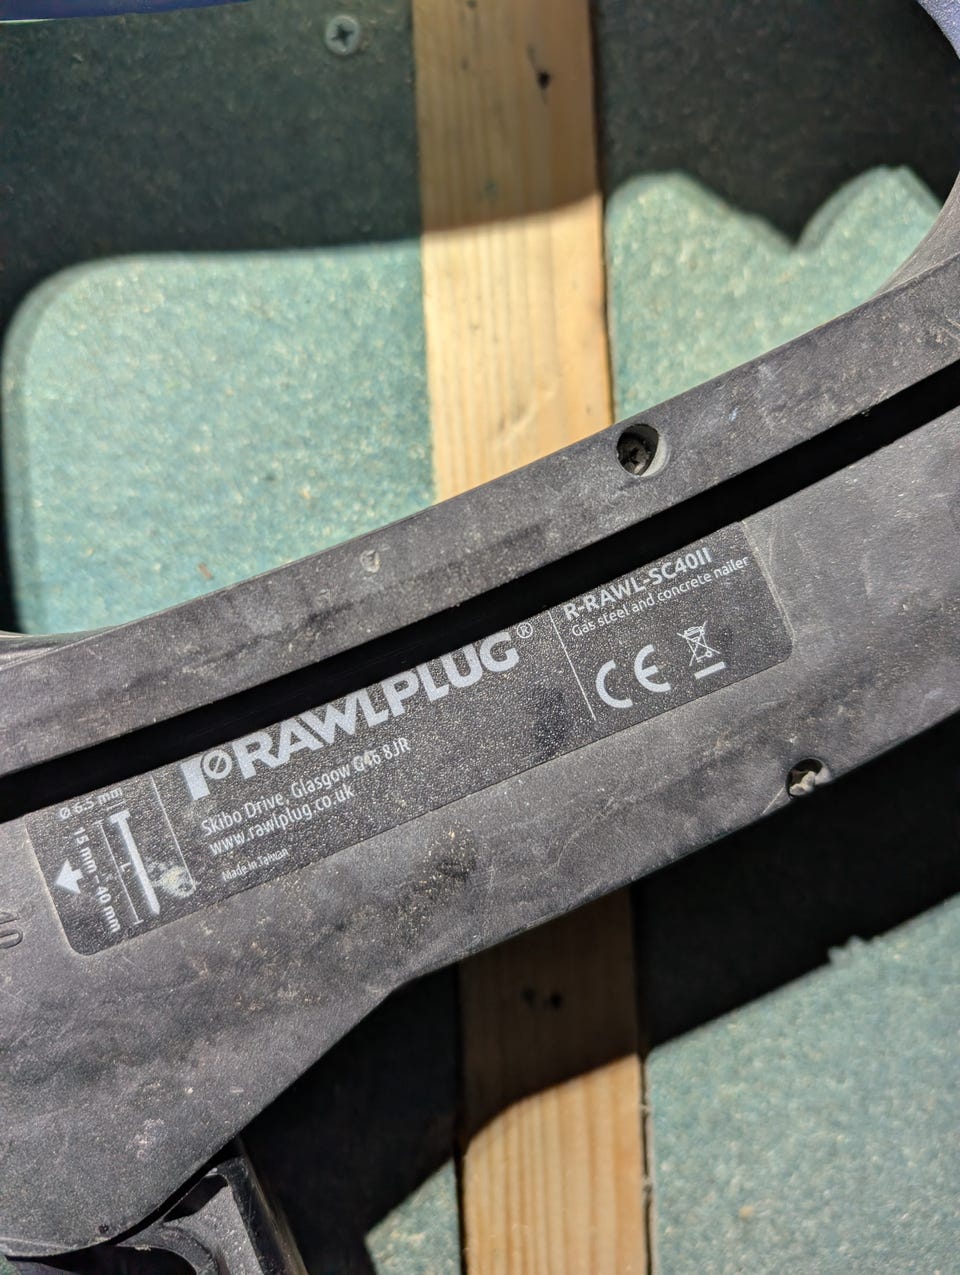 Ø 6.5 mm
15 mm - 40 mm
L
RAWLPLUG®
Skibo Drive, Glasgow G46 8JR
www.rawlplug.co.uk
Made in Taiwan
R-RAWL-SC40II
Gas steel and concrete nailer
CE